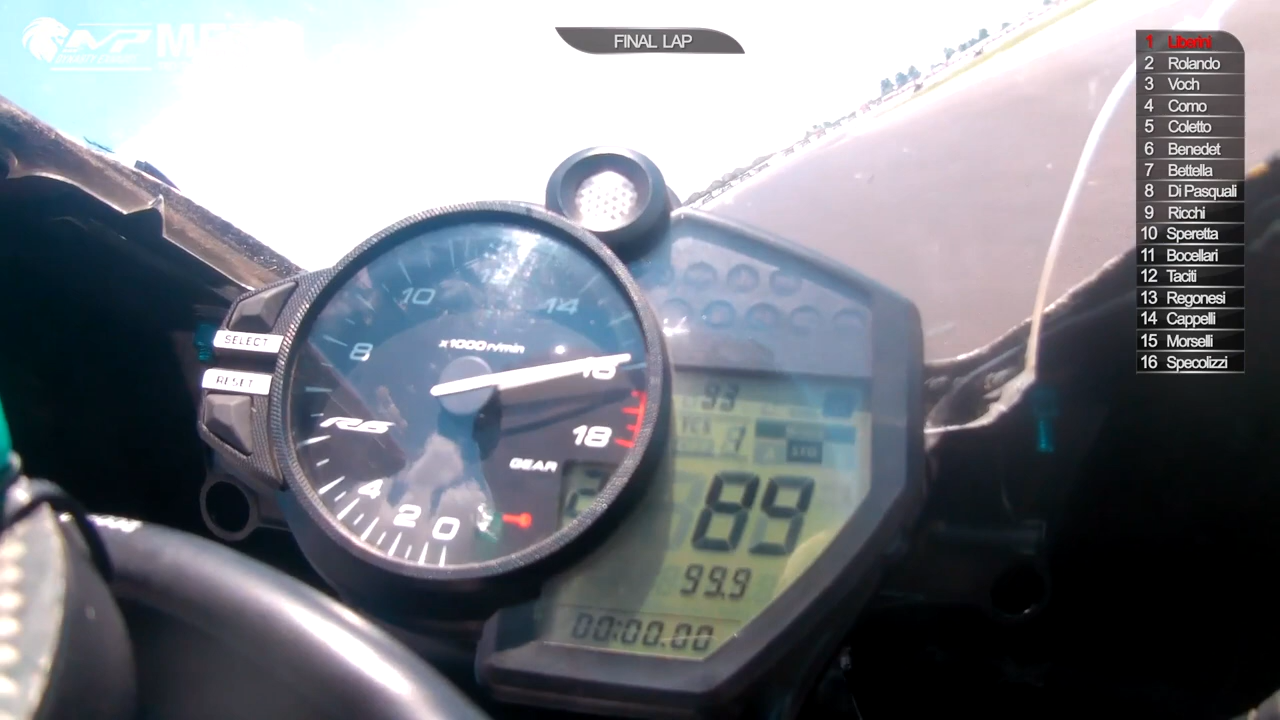 FINAL LAP
1 Liberini
2 Rolando
3 Voch
4 Corno
5 Coletto
6 Benedet
7 Bettella
8 Di Pasquali
9 Ricchi
10 Speretta
11 Bocellari
12 Taciti
13 Regonesi
14 Cappelli
15 Morselli
16 Specolizzi
10
14
8
x1000 r/min
16
SELECT
RESET
R6
18
GEAR
4
2
0
2
93
89
99.9
00:00.00